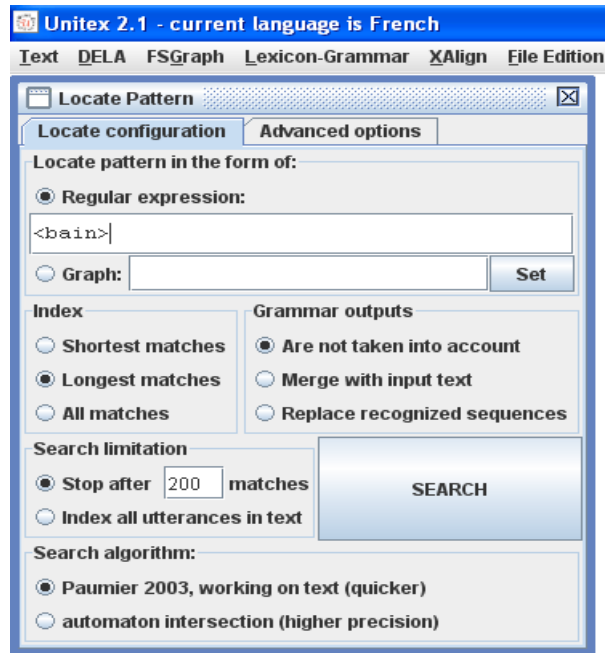 Unitex 2.1 - current language is French
Text DELA FSGraph Lexicon-Grammar XAlign File Edition
Locate Pattern
Locate configuration Advanced options
Locate pattern in the form of:
Regular expression:
<bain>
Graph: Set
Index Grammar outputs
Shortest matches Are not taken into account
Longest matches Merge with input text
All matches Replace recognized sequences
Search limitation
Stop after 200 matches SEARCH
Index all utterances in text
Search algorithm:
Paumier 2003, working on text (quicker)
automaton intersection (higher precision)